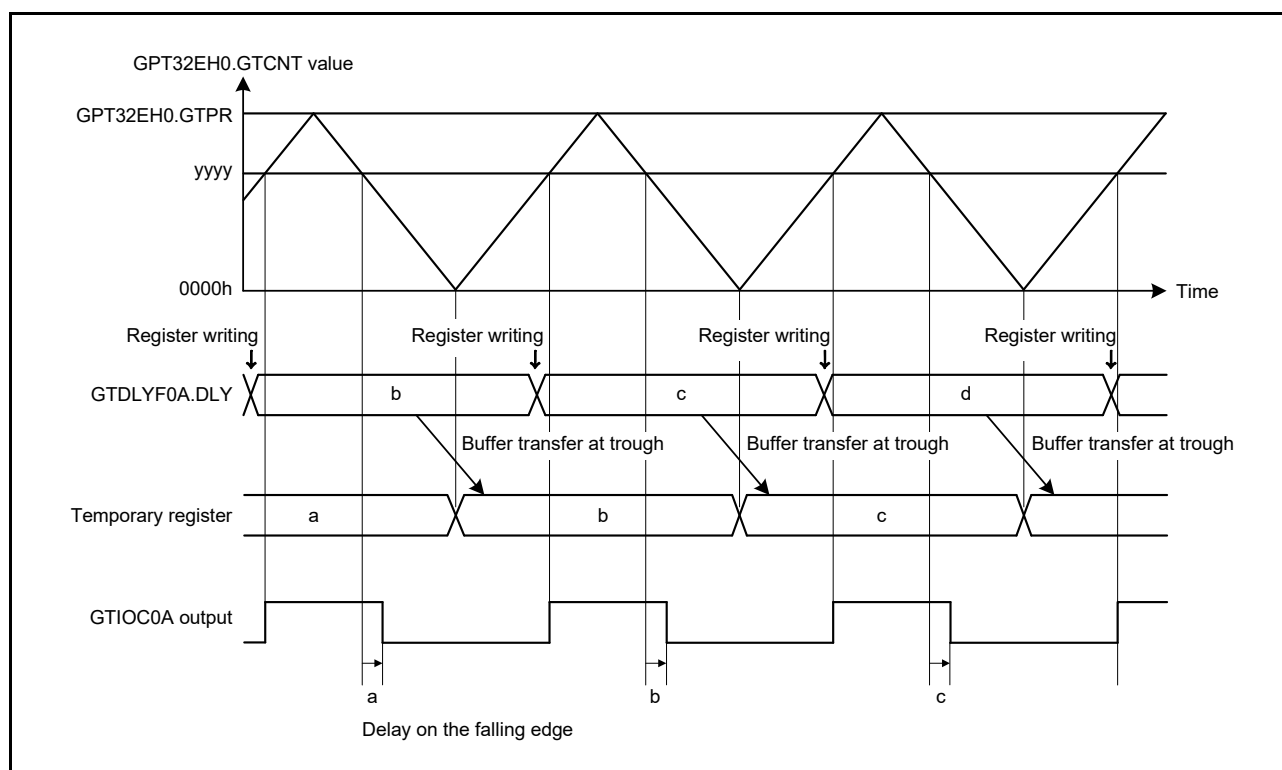 GPT32EH0.GTCNT value
GPT32EH0.GTPR
yyyy
0000h
Time
Register writing
Register writing
Register writing
Register writing
GTDLYF0A.DLY
b
c
d
Buffer transfer at trough
Buffer transfer at trough
Buffer transfer at trough
Temporary register
a
b
c
GTIOC0A output
a
b
c
Delay on the falling edge